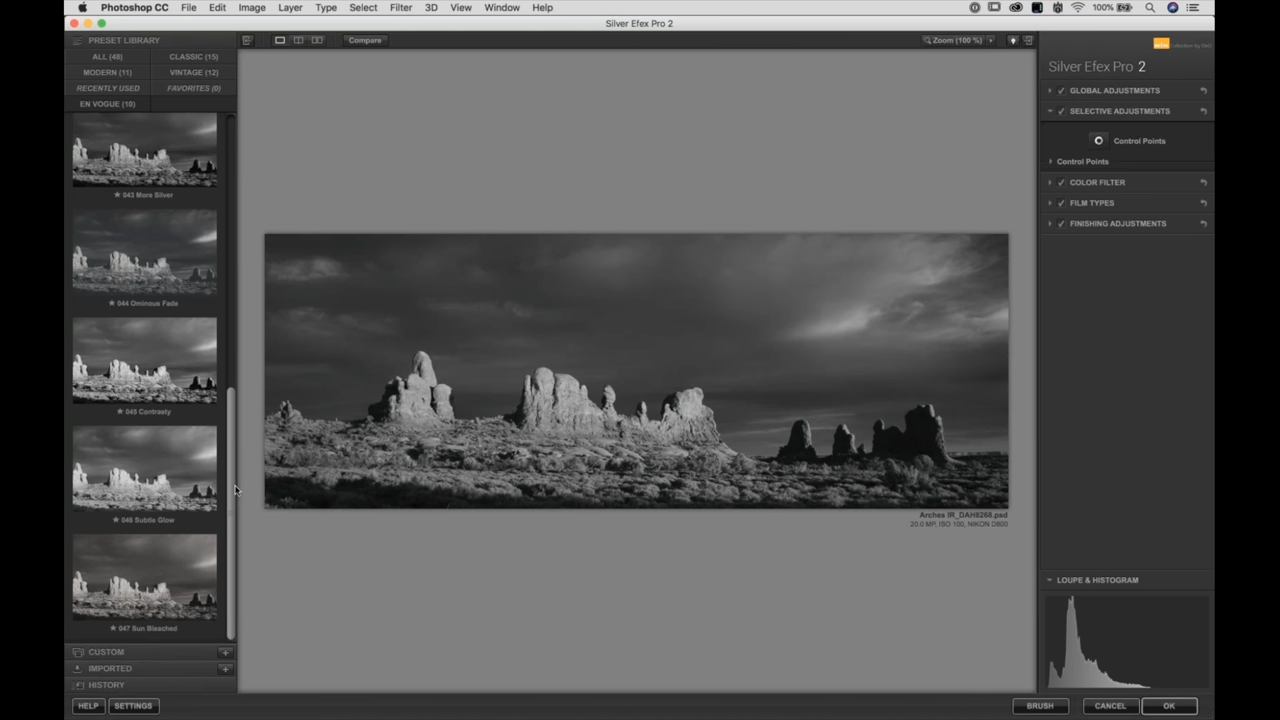 Photoshop CC File Edit Image Layer Type Select Filter 3D View Window Help 100%
Silver Efex Pro 2
PRESET LIBRARY
ALL (48) CLASSIC (15)
MODERN (11) VINTAGE (12)
RECENTLY USED FAVORITES (0)
EN VOGUE (10)
★ 043 More Silver
★ 044 Ominous Fade
★ 045 Contrasty
★ 046 Subtle Glow
★ 047 Sun Bleached
CUSTOM
IMPORTED
HISTORY
HELP SETTINGS
Compare
Zoom (100 %)
Arches IR_DAH8268.psd
20.0 MP, ISO 100, NIKON D800
Collection by DxO
Silver Efex Pro 2
GLOBAL ADJUSTMENTS
SELECTIVE ADJUSTMENTS
Control Points
Control Points
COLOR FILTER
FILM TYPES
FINISHING ADJUSTMENTS
LOUPE & HISTOGRAM
BRUSH CANCEL OK